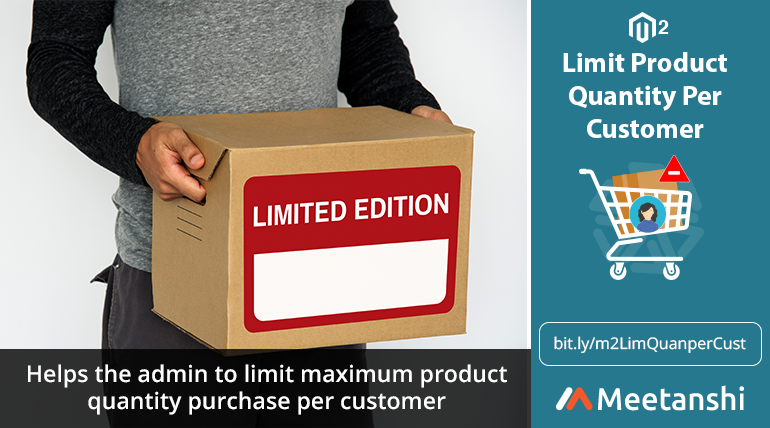 LIMITED EDITION
Helps the admin to limit maximum product
quantity purchase per customer
2
Limit Product
Quantity Per
Customer
bit.ly/m2LimQuanperCust
Meetanshi